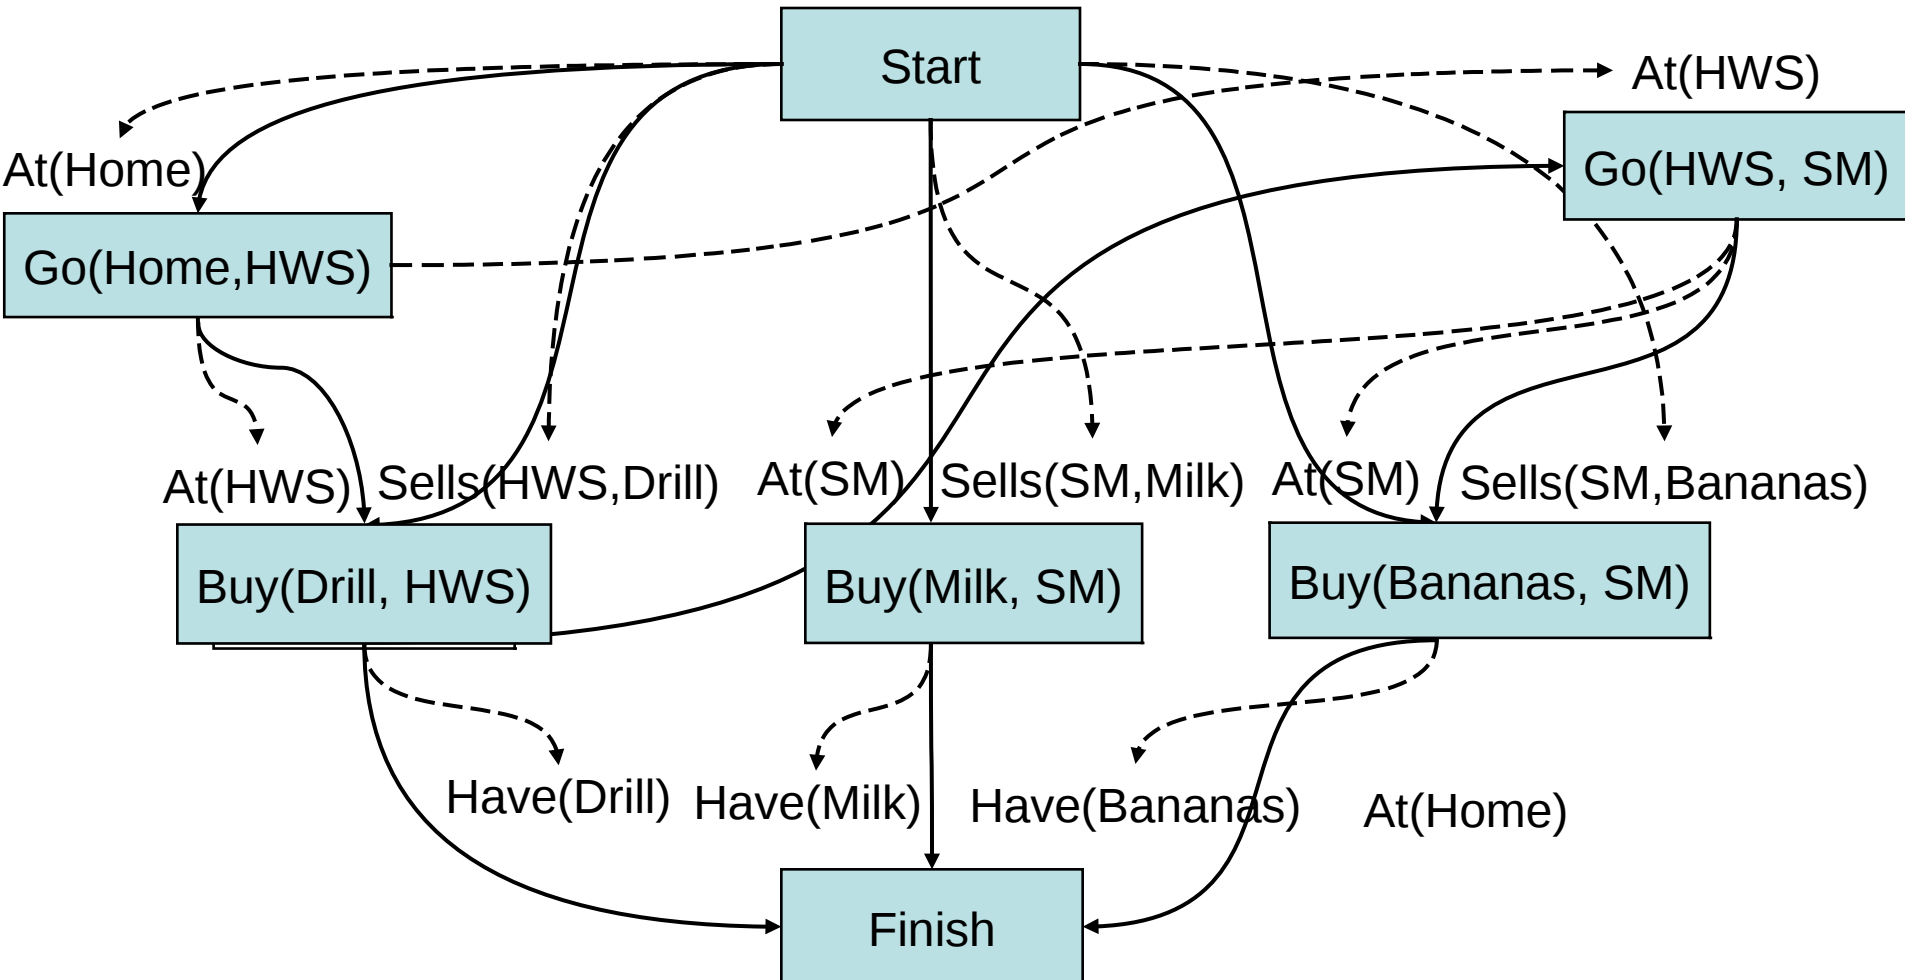 Start
At(HWS)
At(Home)
Go(HWS, SM)
Go(Home,HWS)
At(HWS)
Sells(HWS,Drill)
At(SM)
Sells(SM,Milk)
At(SM)
Sells(SM,Bananas)
Buy(Drill, HWS)
Buy(Milk, SM)
Buy(Bananas, SM)
Have(Drill)
Have(Milk)
Have(Bananas)
At(Home)
Finish